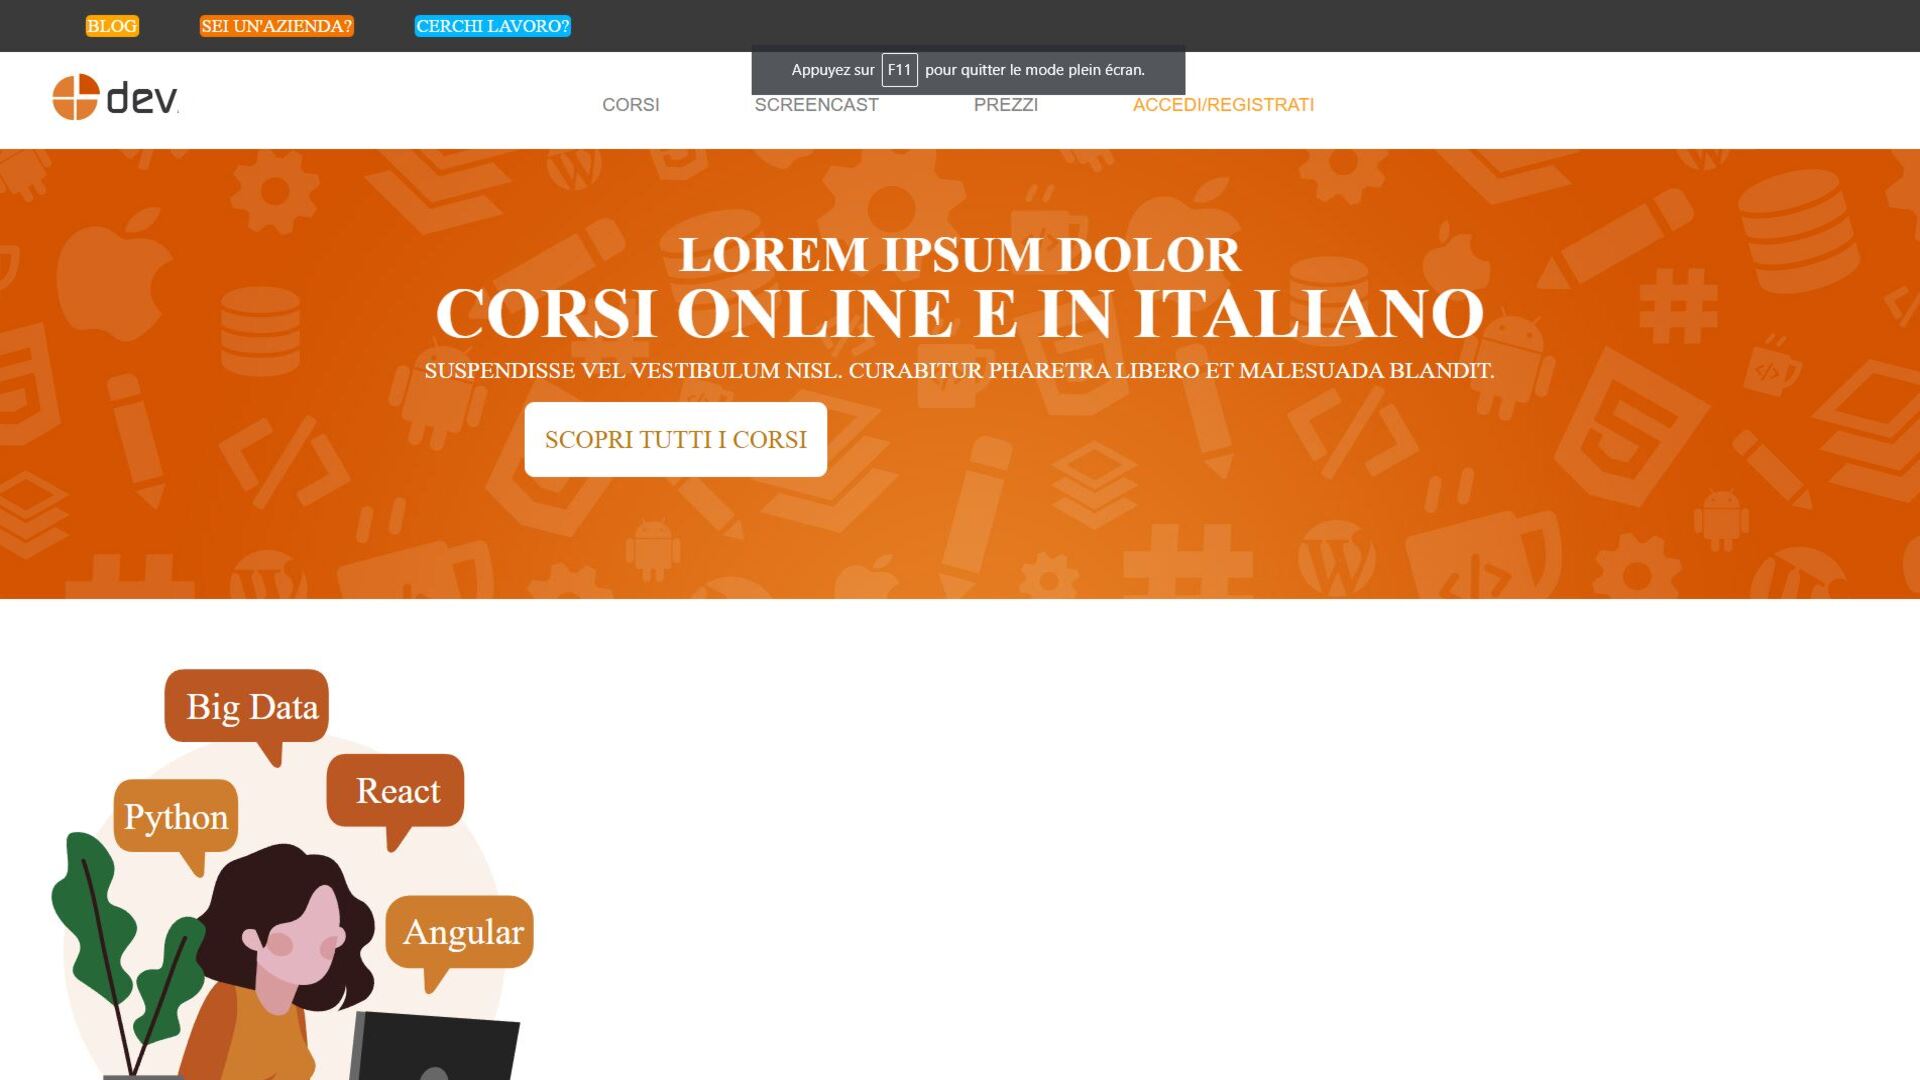 BLOG
SEI UN'AZIENDA?
CERCHI LAVORO?
Appuyez sur F11 pour quitter le mode plein écran.
dev.
CORSI
SCREENCAST
PREZZI
ACCEDI/REGISTRATI
LOREM IPSUM DOLOR
CORSI ONLINE E IN ITALIANO
SUSPENDISSE VEL VESTIBULUM NISL. CURABITUR PHARETRA LIBERO ET MALESUADA BLANDIT.
SCOPRI TUTTI I CORSI
Big Data
React
Python
Angular